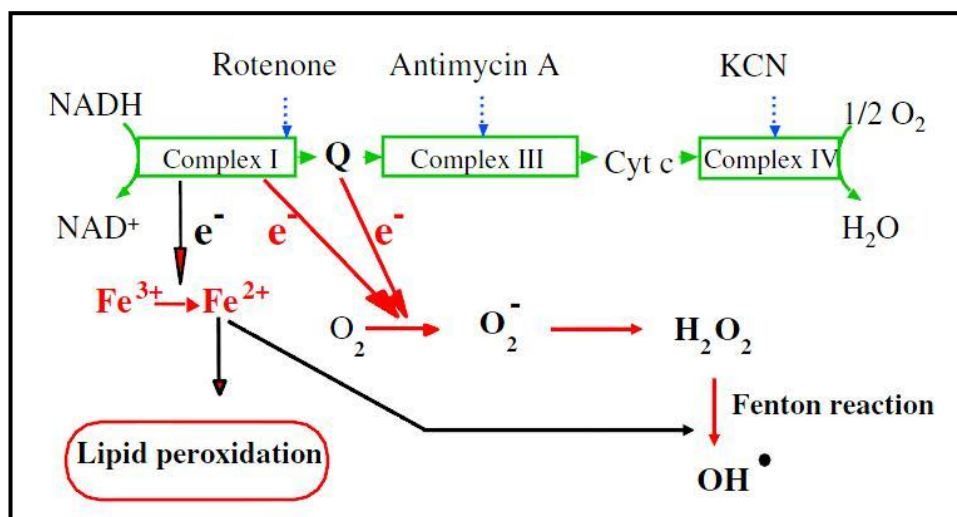 Rotenone Antimycin A KCN
NADH 1/2 O₂
Complex I Q Complex III Cyt c Complex IV
NAD⁺ e⁻ e⁻ e⁻ H₂O
Fe³⁺ Fe²⁺
O₂ O₂⁻ H₂O₂
Fenton reaction
Lipid peroxidation
OH•